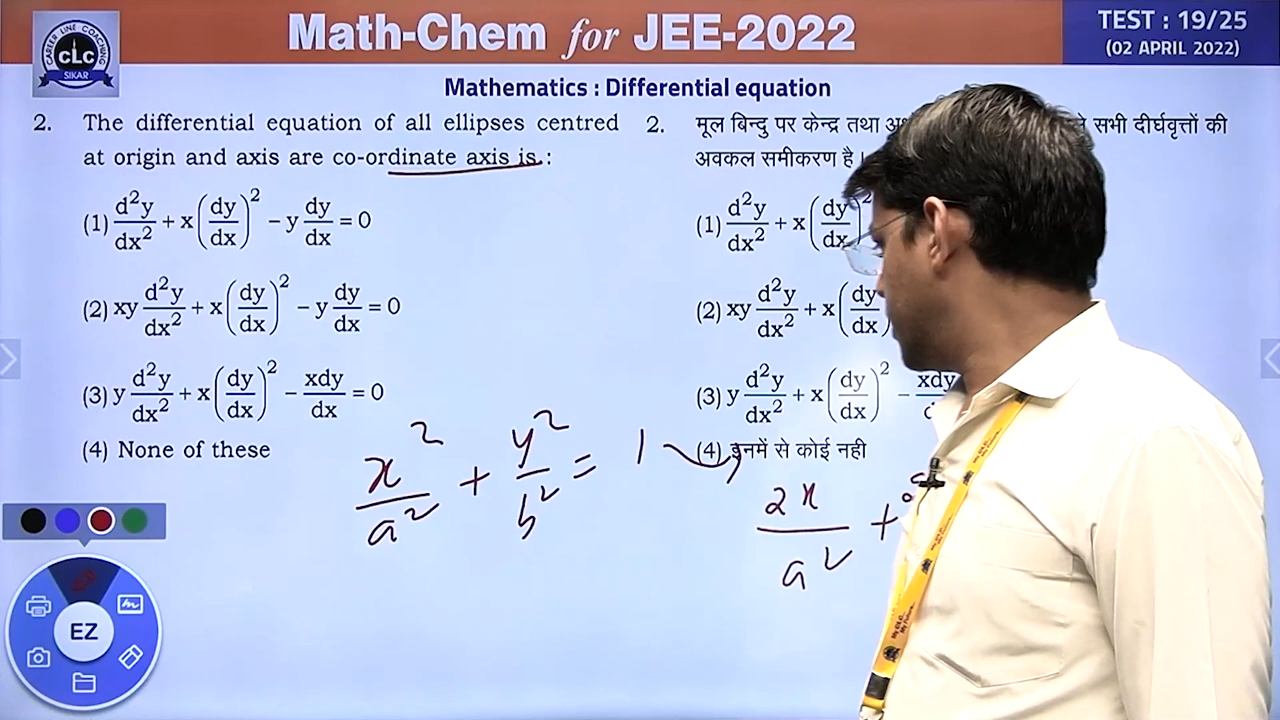 CAREER LINE COACHING
CLC
SIKAR
Math-Chem for JEE-2022
TEST : 19/25
(02 APRIL 2022)
Mathematics : Differential equation
2. The differential equation of all ellipses centred
at origin and axis are co-ordinate axis is :
(1) d²y/dx² + x(dy/dx)² − y dy/dx = 0
(2) xy d²y/dx² + x(dy/dx)² − y dy/dx = 0
(3) y d²y/dx² + x(dy/dx)² − xdy/dx = 0
(4) None of these
2. मूल बिन्दु पर केन्द्र तथा सभी दीर्घवृत्तों की
अवकल समीकरण है।
(1) d²y/dx² + x(dy/dx)²
(2) xy d²y/dx² + x(dy/dx)
(3) y d²y/dx² + x(dy/dx)² − xdy
(4) इनमें से कोई नही
x²/a² + y²/b² = 1
2x/a² +
EZ